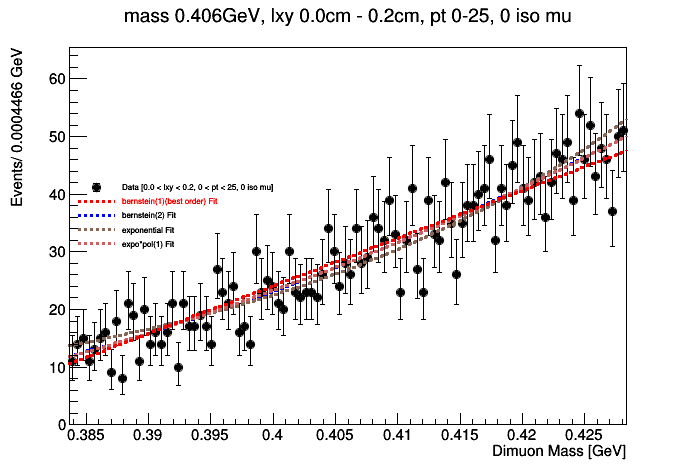 mass 0.406GeV, lxy 0.0cm - 0.2cm, pt 0-25, 0 iso mu
Events/ 0.0004466 GeV
60
50
40
30
20
10
0
Data [0.0 < lxy < 0.2, 0 < pt < 25, 0 iso mu]
bernstein(1)(best order) Fit
bernstein(2) Fit
exponential Fit
expo*pol(1) Fit
0.385 0.39 0.395 0.4 0.405 0.41 0.415 0.42 0.425
Dimuon Mass [GeV]